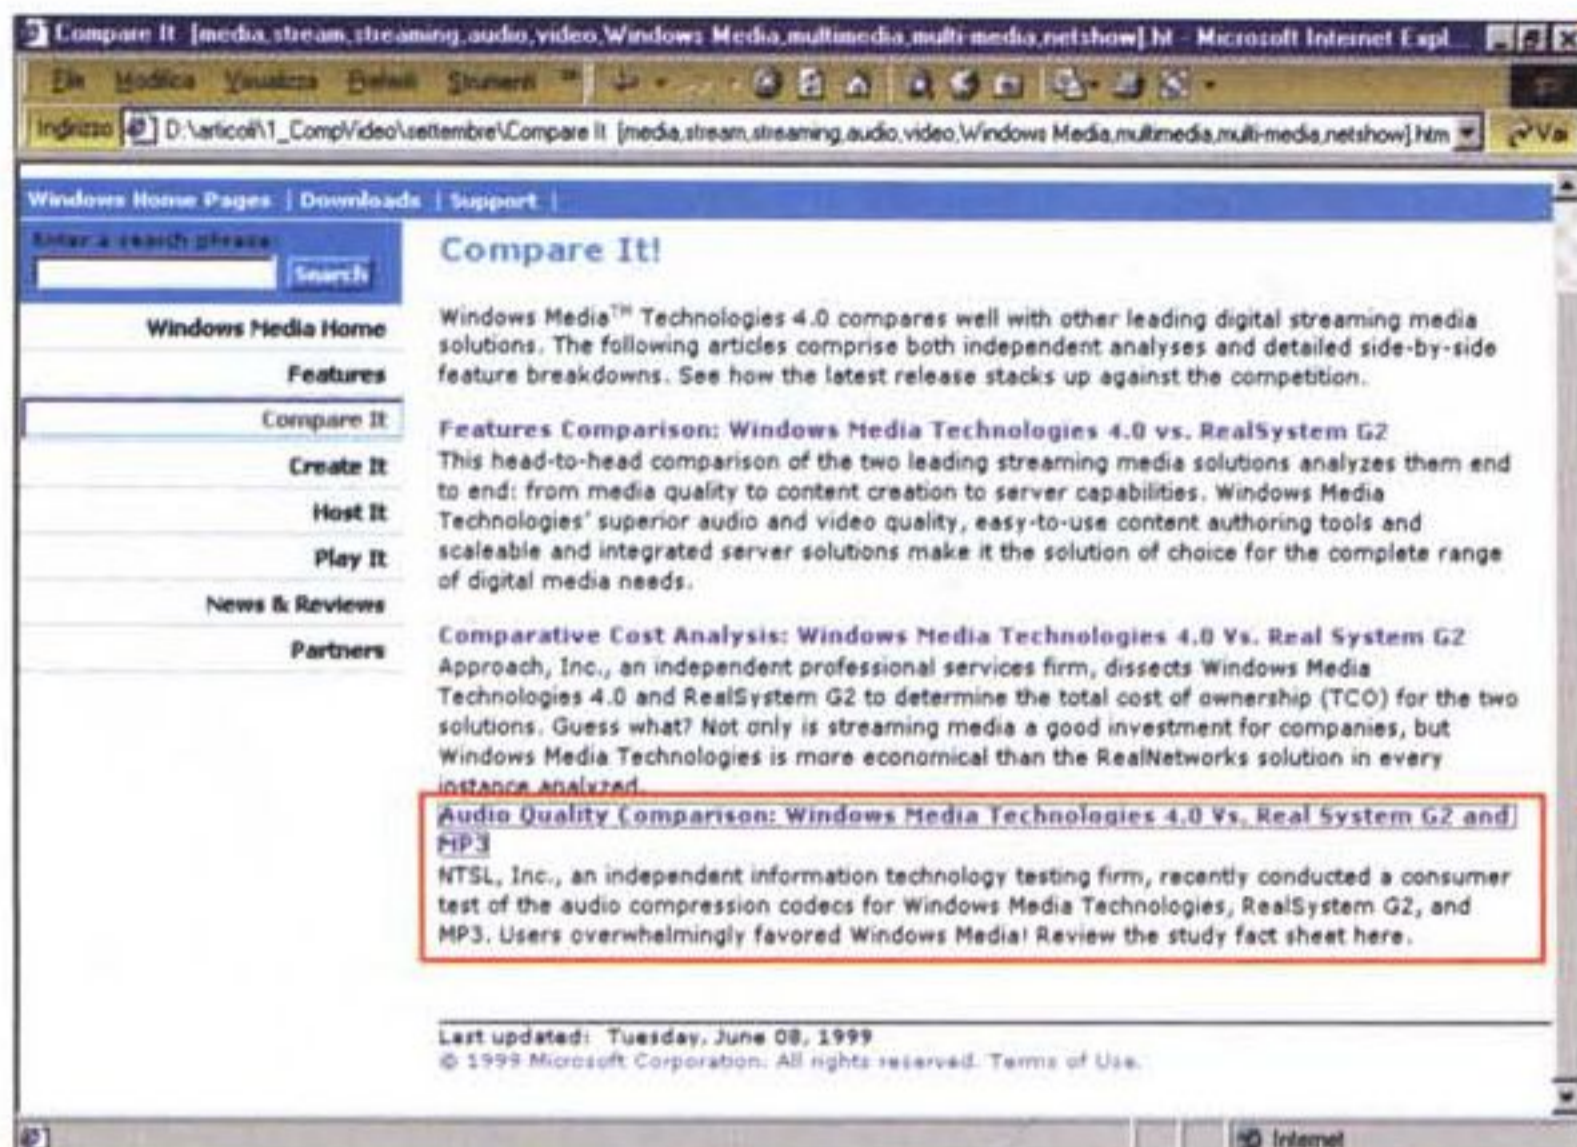 Compare It [media,stream,streaming,audio,video,Windows Media,multimedia,multi-media,netshow].ht - Microsoft Internet Expl...
File Modifica Visualizza Preferiti Strumenti »
Indirizzo D:\articoli\1_CompVideo\settembre\Compare It [media,stream,streaming,audio,video,Windows Media,multimedia,multi-media,netshow].htm Vai
Windows Home Pages | Downloads | Support |
Enter a search phrase:
Search
Windows Media Home
Features
Compare It
Create It
Host It
Play It
News & Reviews
Partners
Compare It!
Windows Media™ Technologies 4.0 compares well with other leading digital streaming media
solutions. The following articles comprise both independent analyses and detailed side-by-side
feature breakdowns. See how the latest release stacks up against the competition.
Features Comparison: Windows Media Technologies 4.0 vs. RealSystem G2
This head-to-head comparison of the two leading streaming media solutions analyzes them end
to end: from media quality to content creation to server capabilities. Windows Media
Technologies' superior audio and video quality, easy-to-use content authoring tools and
scaleable and integrated server solutions make it the solution of choice for the complete range
of digital media needs.
Comparative Cost Analysis: Windows Media Technologies 4.0 Vs. Real System G2
Approach, Inc., an independent professional services firm, dissects Windows Media
Technologies 4.0 and RealSystem G2 to determine the total cost of ownership (TCO) for the two
solutions. Guess what? Not only is streaming media a good investment for companies, but
Windows Media Technologies is more economical than the RealNetworks solution in every
instance analyzed.
Audio Quality Comparison: Windows Media Technologies 4.0 Vs. Real System G2 and
MP3
NTSL, Inc., an independent information technology testing firm, recently conducted a consumer
test of the audio compression codecs for Windows Media Technologies, RealSystem G2, and
MP3. Users overwhelmingly favored Windows Media! Review the study fact sheet here.
Last updated: Tuesday, June 08, 1999
© 1999 Microsoft Corporation. All rights reserved. Terms of Use.
Internet